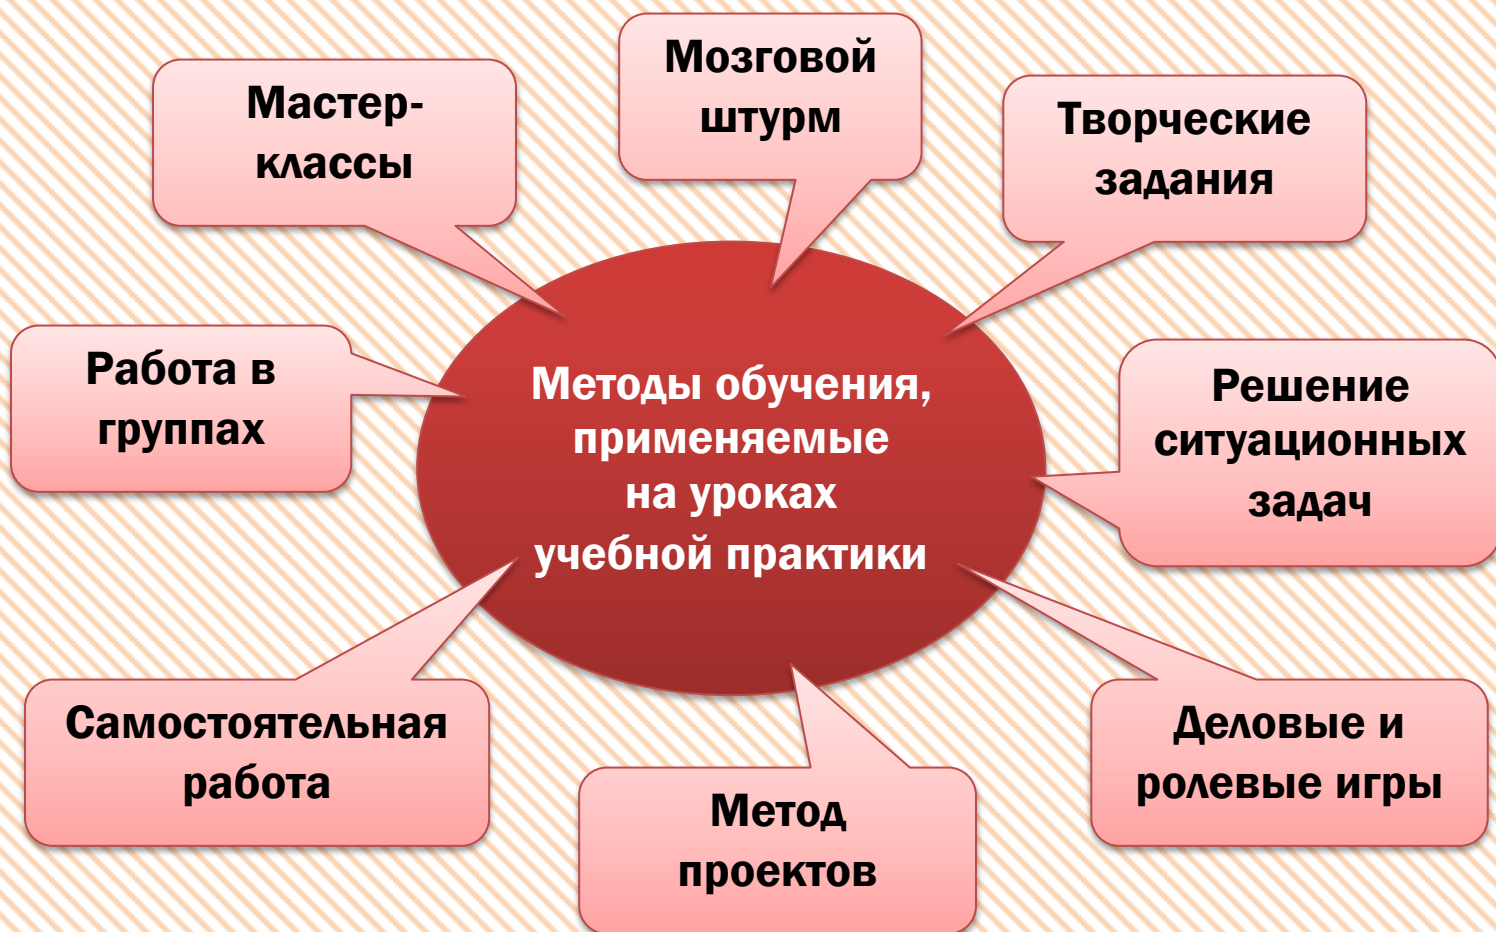 Мозговой
штурм
Мастер-
классы
Творческие
задания
Работа в
группах
Методы обучения,
применяемые
на уроках
учебной практики
Решение
ситуационных
задач
Самостоятельная
работа
Метод
проектов
Деловые и
ролевые игры